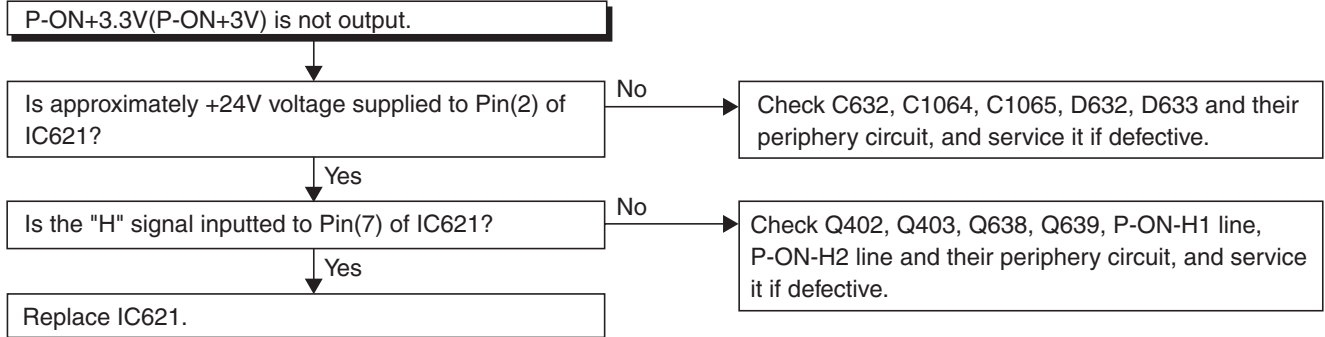 P-ON+3.3V(P-ON+3V) is not output.
Is approximately +24V voltage supplied to Pin(2) of
IC621?
No
Check C632, C1064, C1065, D632, D633 and their
periphery circuit, and service it if defective.
Yes
Is the "H" signal inputted to Pin(7) of IC621?
No
Check Q402, Q403, Q638, Q639, P-ON-H1 line,
P-ON-H2 line and their periphery circuit, and service
it if defective.
Yes
Replace IC621.